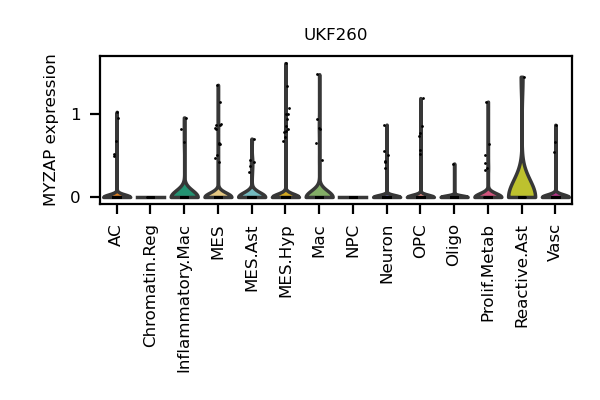 UKF260
MYZAP expression
1
0
AC
Chromatin.Reg
Inflammatory.Mac
MES
MES.Ast
MES.Hyp
Mac
NPC
Neuron
OPC
Oligo
Prolif.Metab
Reactive.Ast
Vasc